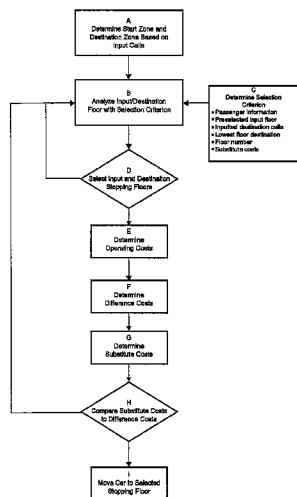 A
Determine Start Zone and
Destination Zone Based on
Input Calls
B
Analyze Input/Destination
Floor with Selection Criterion
C
Determine Selection
Criterion
• Passenger information
• Preselected input floor
• Inputted destination calls
• Lowest floor destination
• Floor number
• Substitute costs
D
Select Input and Destination
Stopping Floors
E
Determine
Operating Costs
F
Determine
Difference Costs
G
Determine
Substitute Costs
H
Compare Substitute Costs
to Difference Costs
Move Car to Selected
Stopping Floor